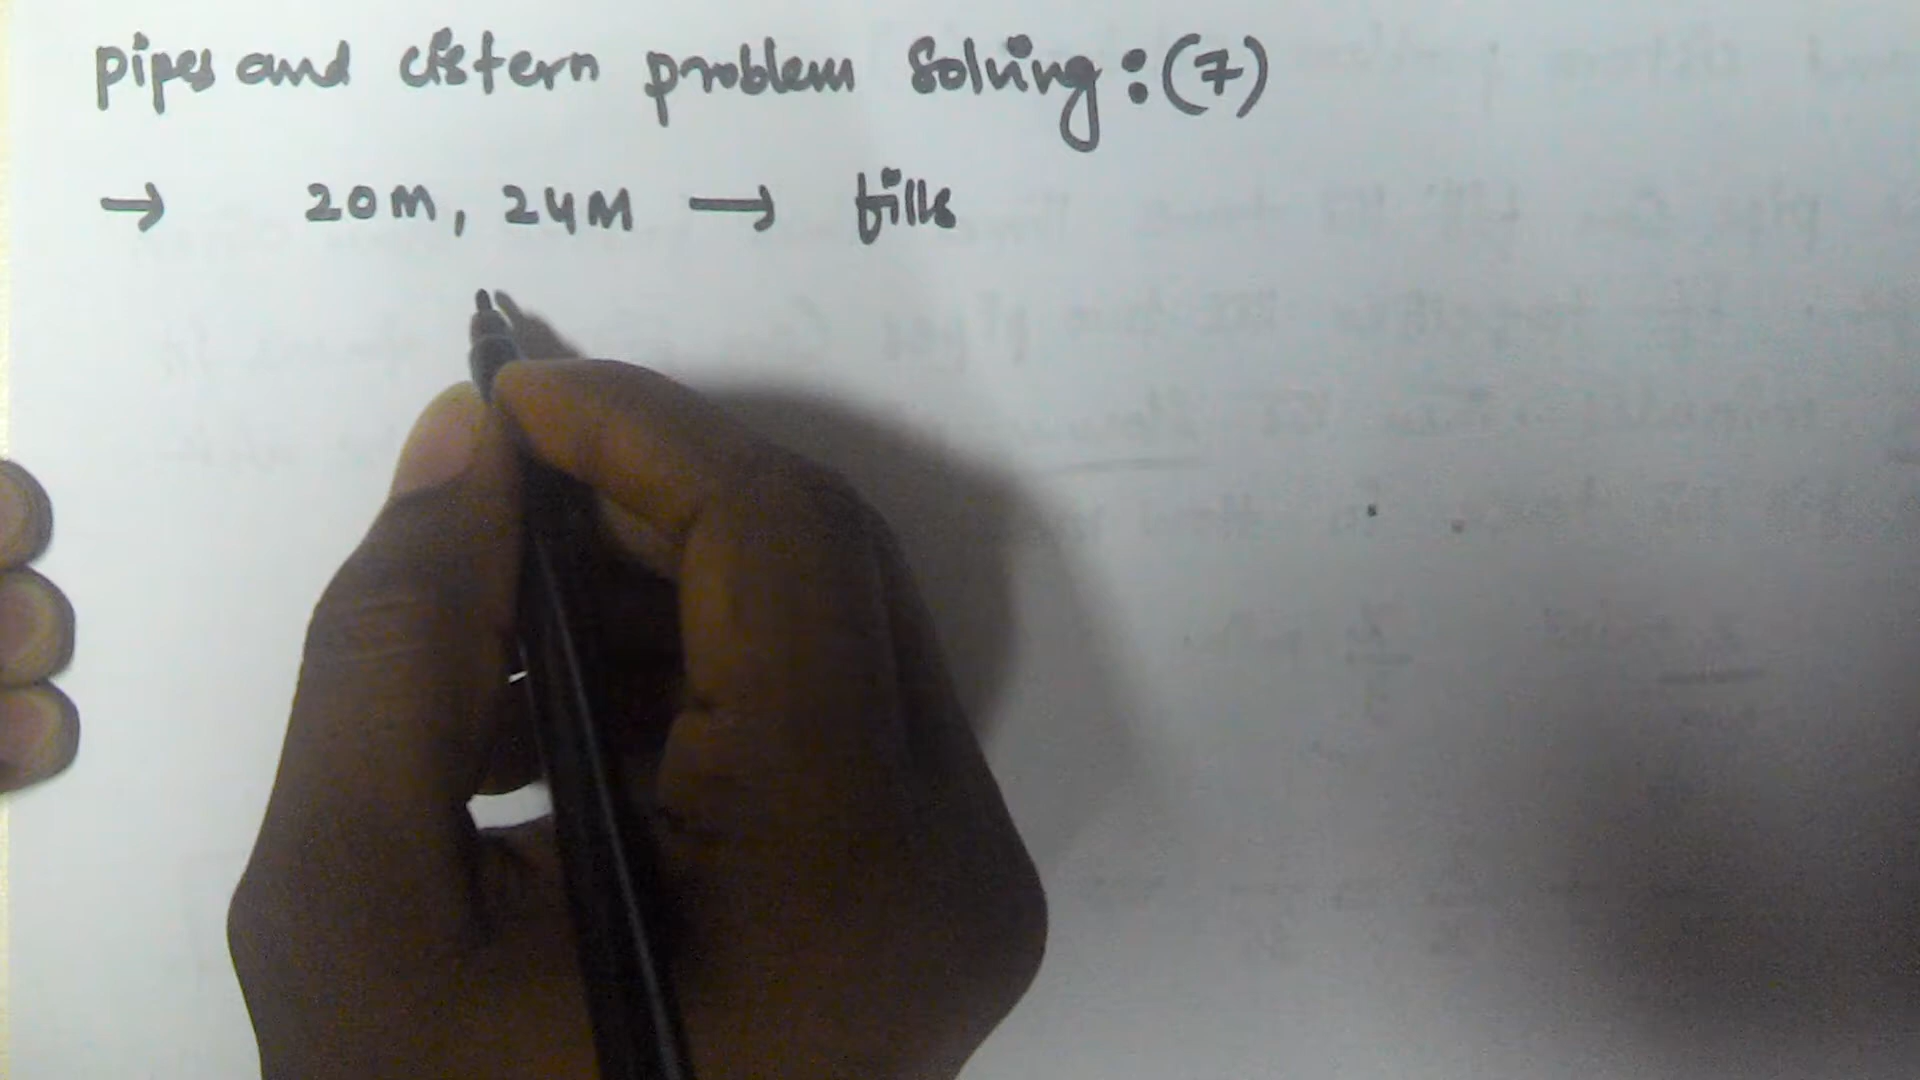 pipes and cistern problem solving : (7)
→ 20M, 24M → fills